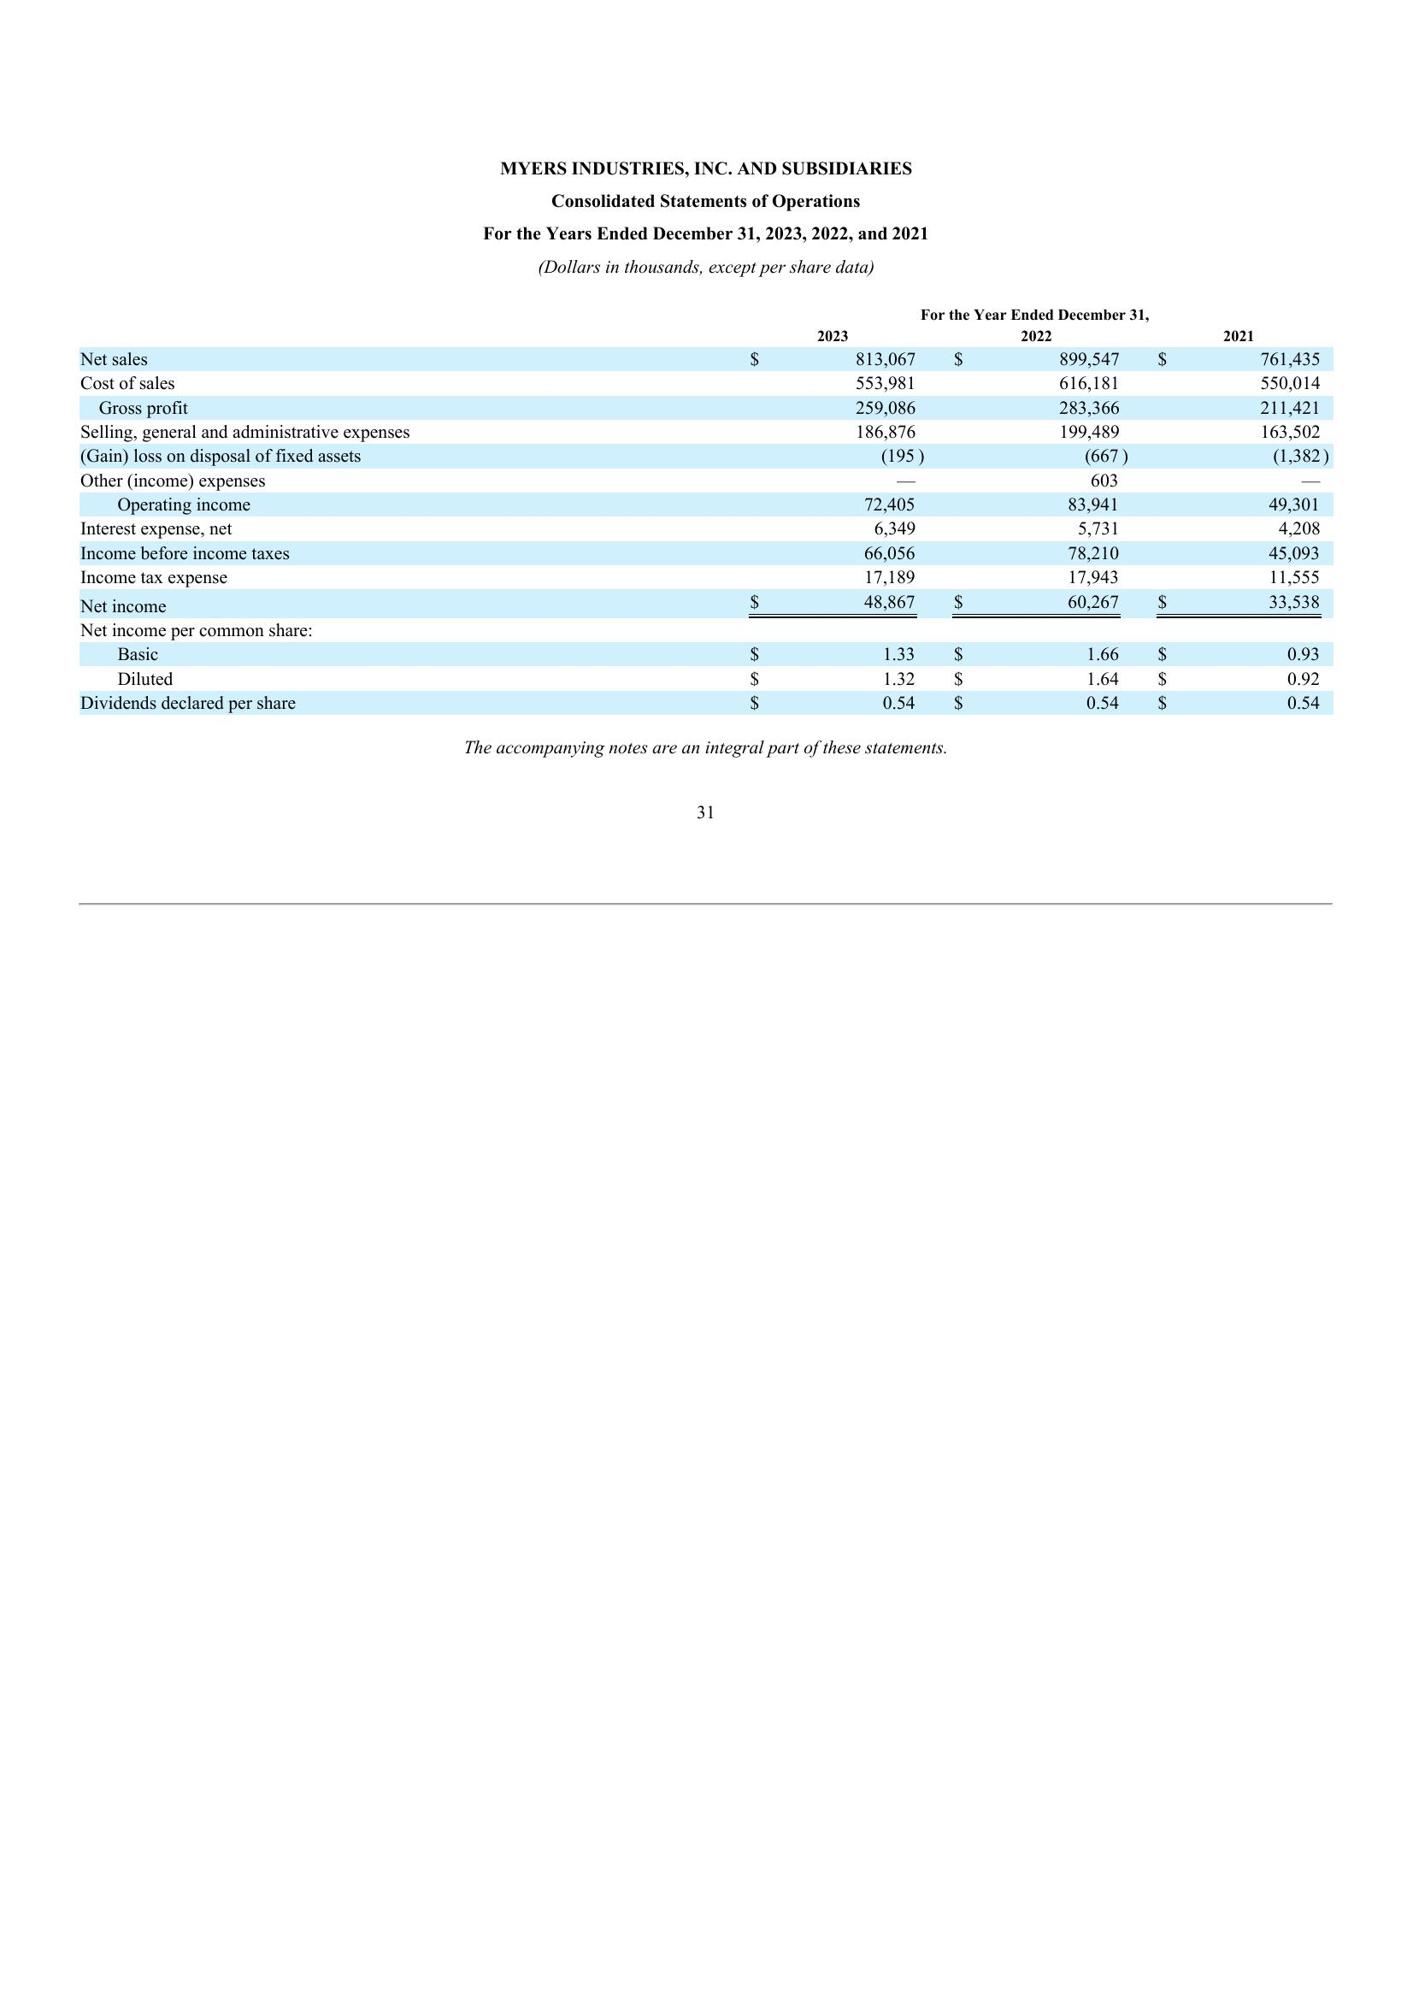 MYERS INDUSTRIES, INC. AND SUBSIDIARIES
Consolidated Statements of Operations
For the Years Ended December 31, 2023, 2022, and 2021
(Dollars in thousands, except per share data)
For the Year Ended December 31,
2023 2022 2021
Net sales $ 813,067 $ 899,547 $ 761,435
Cost of sales 553,981 616,181 550,014
Gross profit 259,086 283,366 211,421
Selling, general and administrative expenses 186,876 199,489 163,502
(Gain) loss on disposal of fixed assets (195 ) (667 ) (1,382 )
Other (income) expenses — 603 —
Operating income 72,405 83,941 49,301
Interest expense, net 6,349 5,731 4,208
Income before income taxes 66,056 78,210 45,093
Income tax expense 17,189 17,943 11,555
Net income $ 48,867 $ 60,267 $ 33,538
Net income per common share:
Basic $ 1.33 $ 1.66 $ 0.93
Diluted $ 1.32 $ 1.64 $ 0.92
Dividends declared per share $ 0.54 $ 0.54 $ 0.54
The accompanying notes are an integral part of these statements.
31